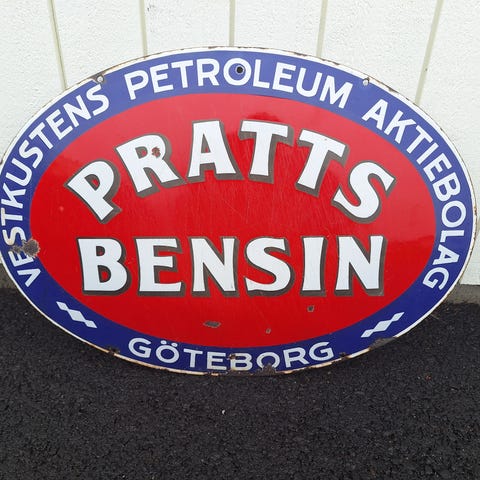 VESTKUSTENS PETROLEUM AKTIEBOLAG
PRATTS
BENSIN
GÖTEBORG